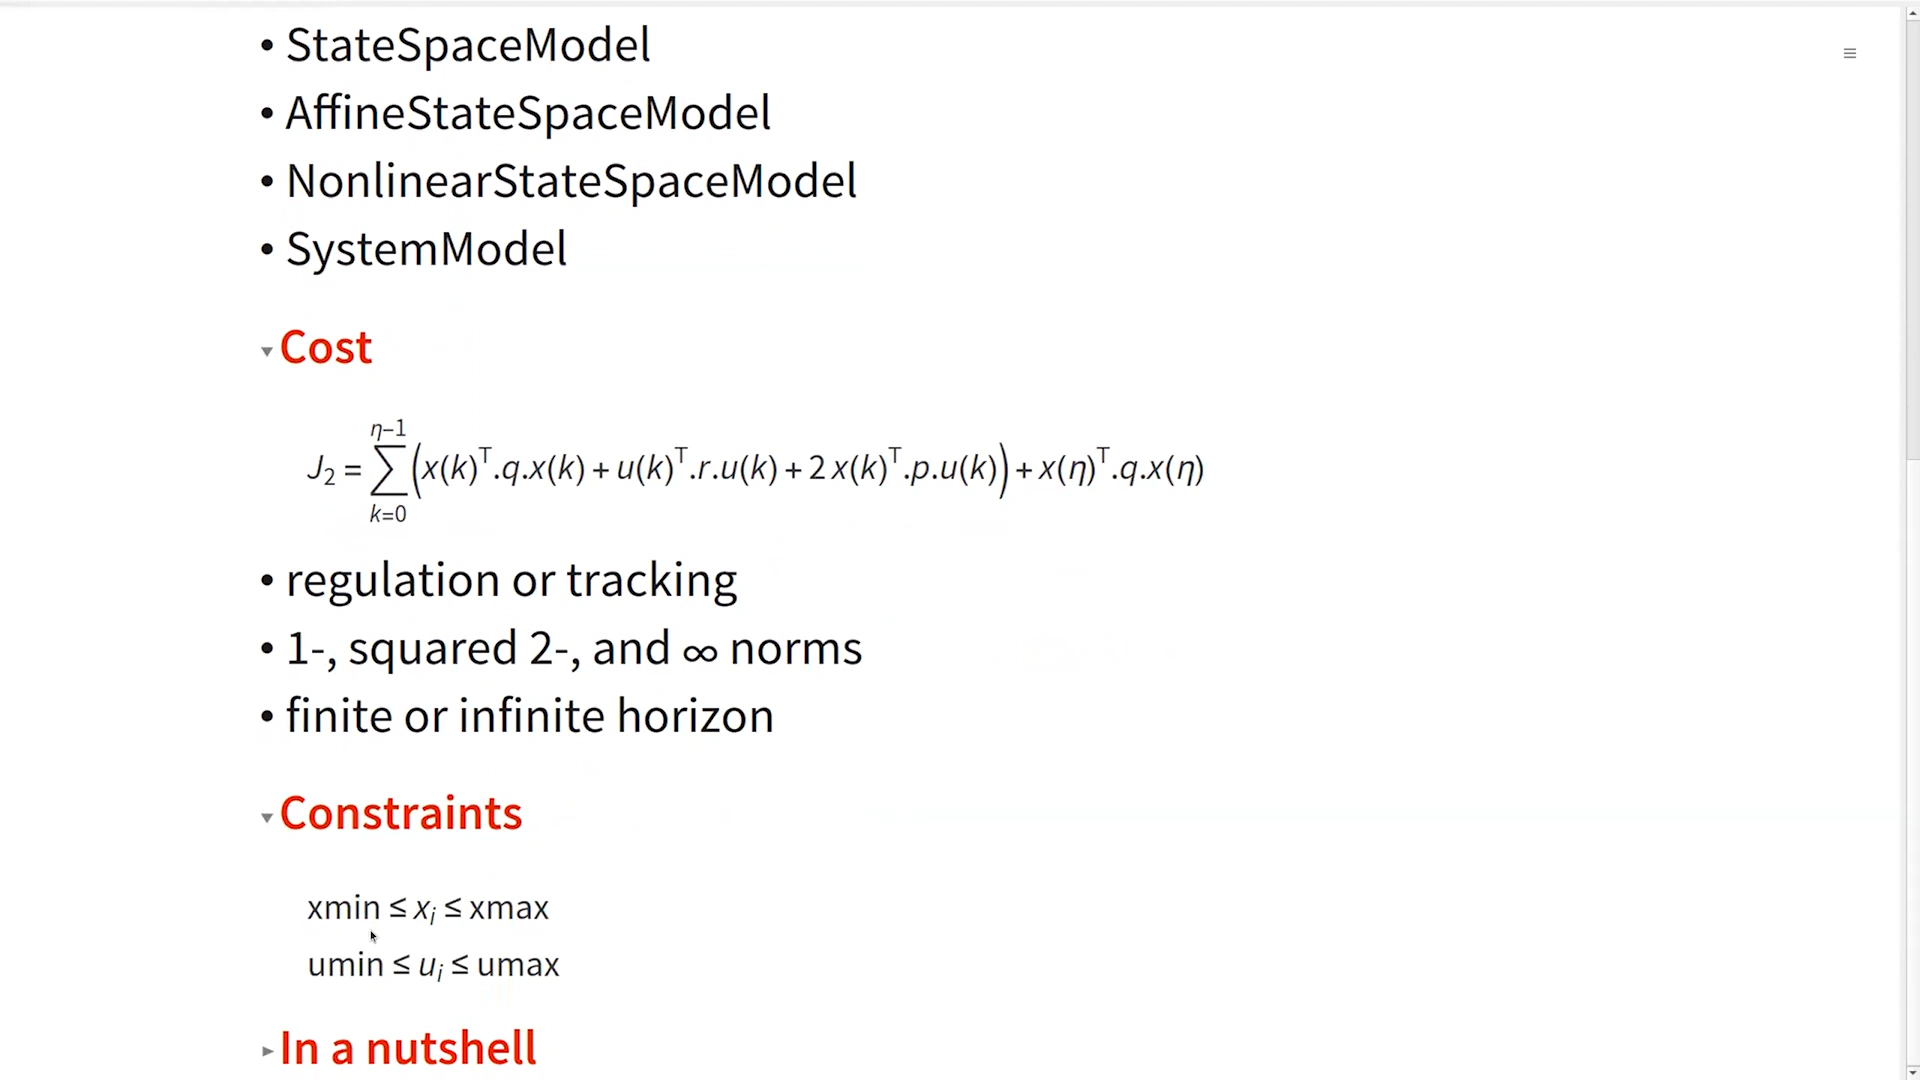 • StateSpaceModel
• AffineStateSpaceModel
• NonlinearStateSpaceModel
• SystemModel
Cost
J₂ = ∑_{k=0}^{η-1} (x(k)ᵀ.q.x(k) + u(k)ᵀ.r.u(k) + 2 x(k)ᵀ.p.u(k)) + x(η)ᵀ.q.x(η)
• regulation or tracking
• 1-, squared 2-, and ∞ norms
• finite or infinite horizon
Constraints
xmin ≤ xᵢ ≤ xmax
umin ≤ uᵢ ≤ umax
In a nutshell